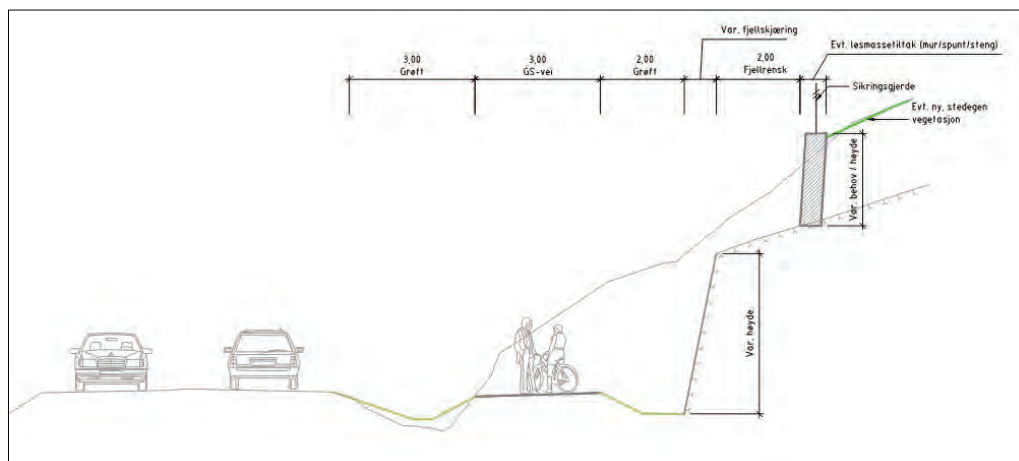 Var. fjellskjæring
Evt. løsmassetiltak (mur/spunt/steng)
3,00
Grøft
3,00
GS-vei
2,00
Grøft
2,00
Fjellrensk
Sikringsgjerde
Evt. ny, stedegen
vegetasjon
Var. behov / høyde
Var. høyde